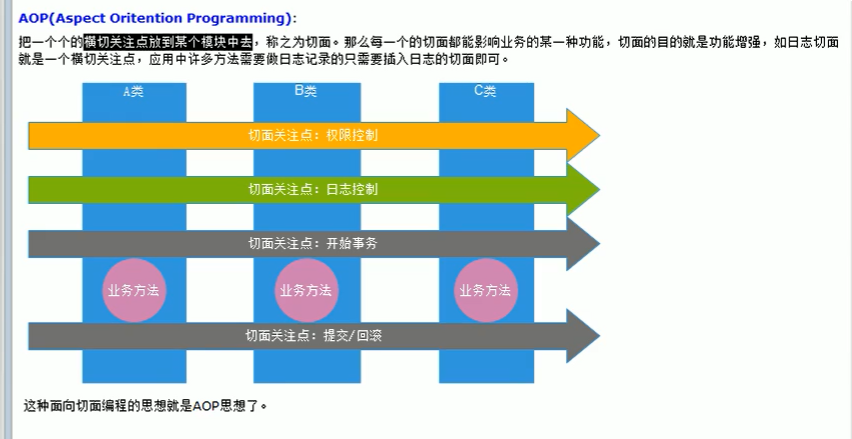 AOP(Aspect Oritention Programming):
把一个个的横切关注点放到某个模块中去，称之为切面。那么每一个的切面都能影响业务的某一种功能，切面的目的就是功能增强，如日志切面
就是一个横切关注点，应用中许多方法需要做日志记录的只需要插入日志的切面即可。
A类 B类 C类
切面关注点：权限控制
切面关注点：日志控制
切面关注点：开始事务
业务方法 业务方法 业务方法
切面关注点：提交/回滚
这种面向切面编程的思想就是AOP思想了。